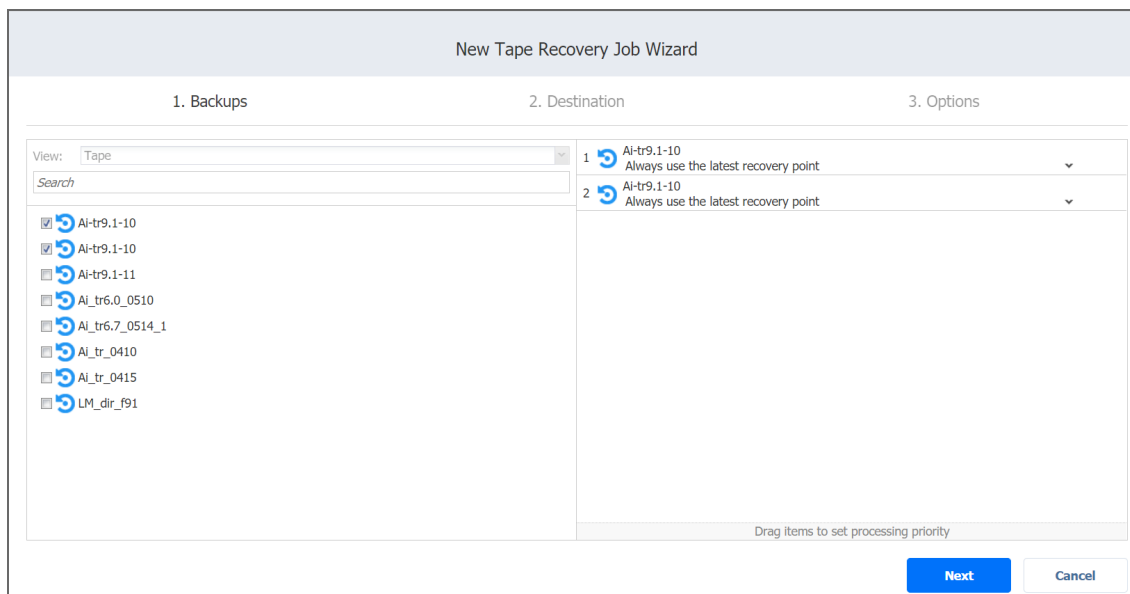 New Tape Recovery Job Wizard
1. Backups 2. Destination 3. Options
View: Tape
Search
Ai-tr9.1-10
Ai-tr9.1-10
Ai-tr9.1-11
Ai_tr6.0_0510
Ai_tr6.7_0514_1
Ai_tr_0410
Ai_tr_0415
LM_dir_f91
1 Ai-tr9.1-10
Always use the latest recovery point
2 Ai-tr9.1-10
Always use the latest recovery point
Drag items to set processing priority
Next Cancel